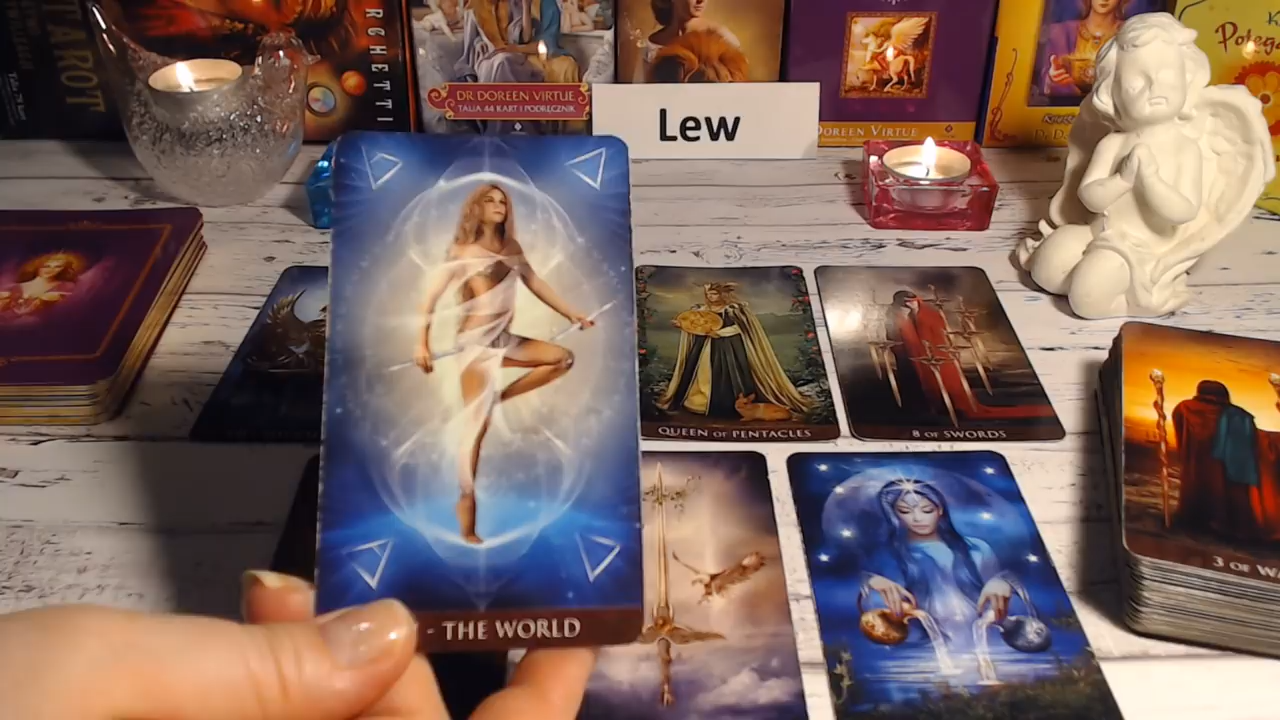 TAROT
RCHETTI
DR. DOREEN VIRTUE
TALIA 44 KART I PODRĘCZNIK
Lew
DOREEN VIRTUE
Potęga
QUEEN OF PENTACLES
8 OF SWORDS
- THE WORLD
3 OF WA